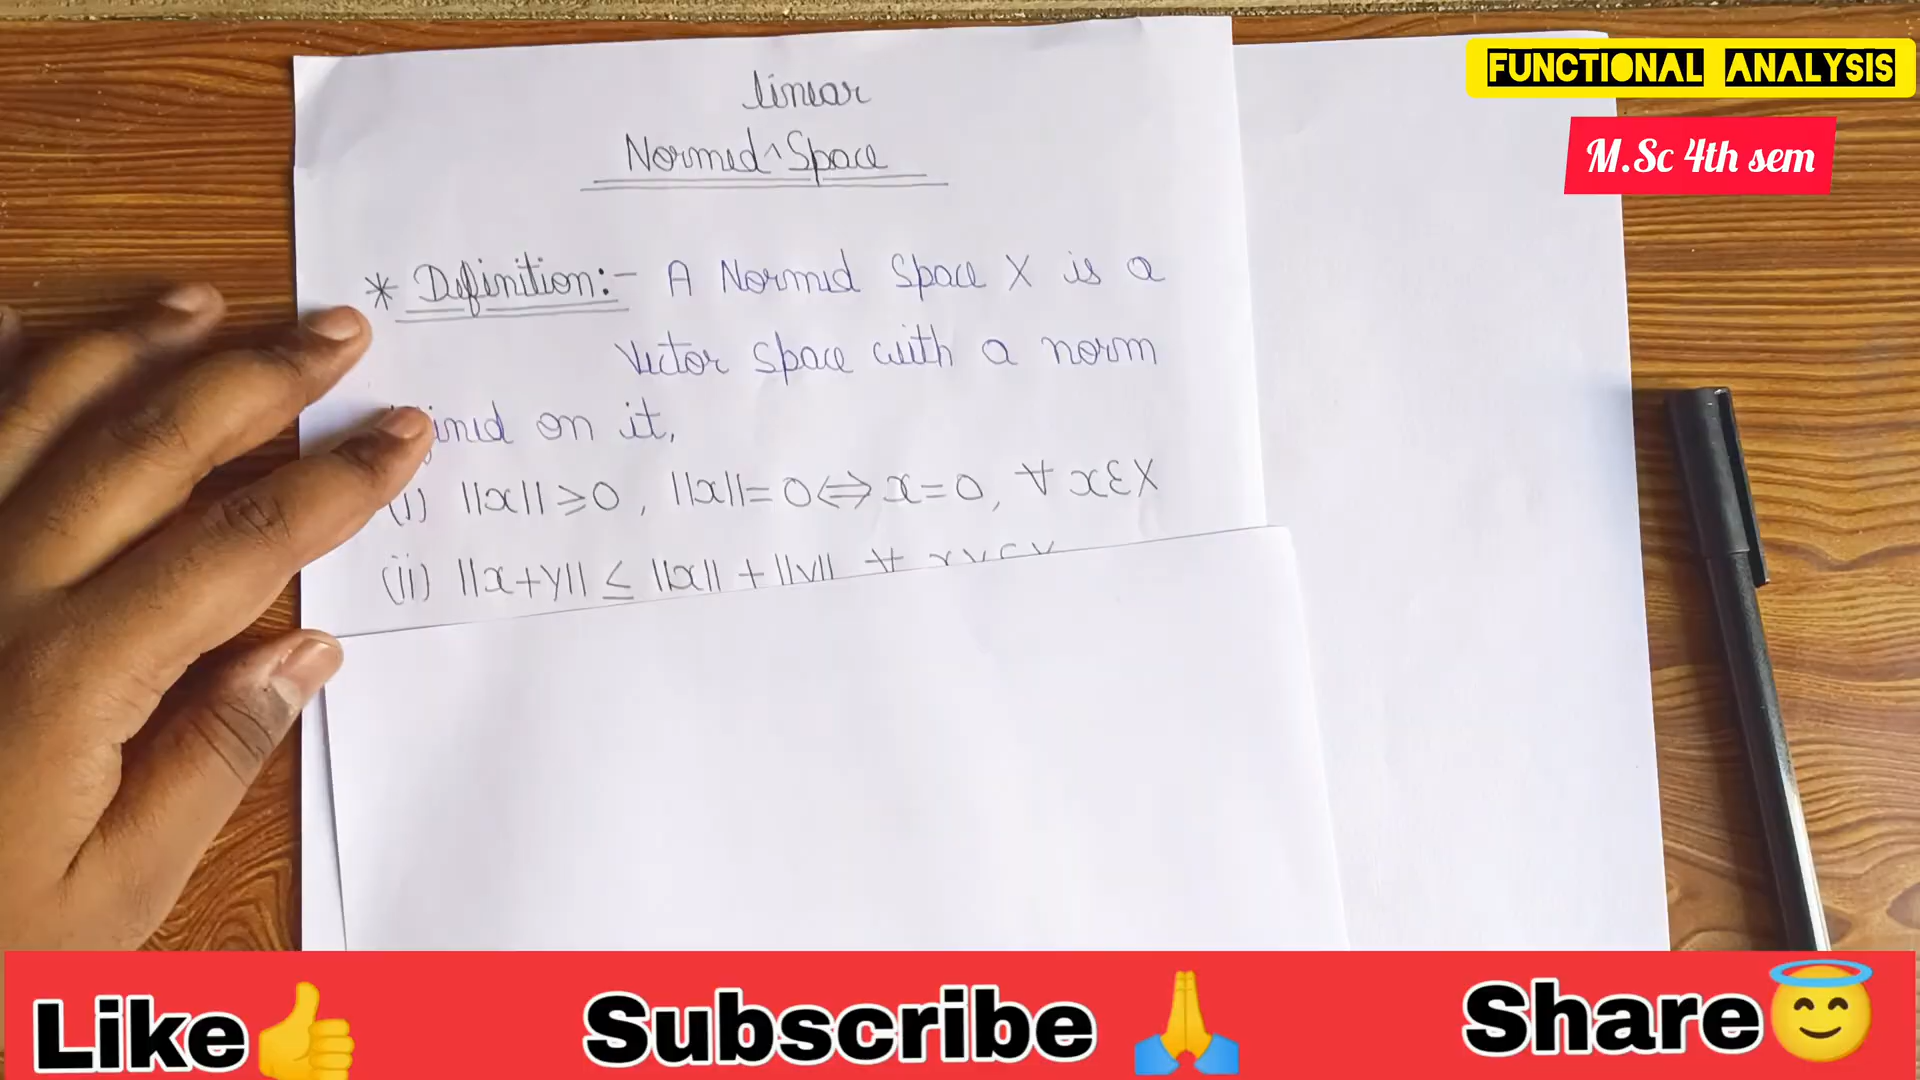 FUNCTIONAL ANALYSIS
M.Sc 4th sem
linear
Normed ^ Space
* Definition:- A Normed Space X is a
Vector space with a norm
on it,
(i) ||x|| ≥ 0, ||x|| = 0 ⇔ x = 0, ∀ x ∈ X
(ii) ||x+y|| ≤ ||x|| + ||y|| ∀
Like👍 Subscribe 🙏 Share😇